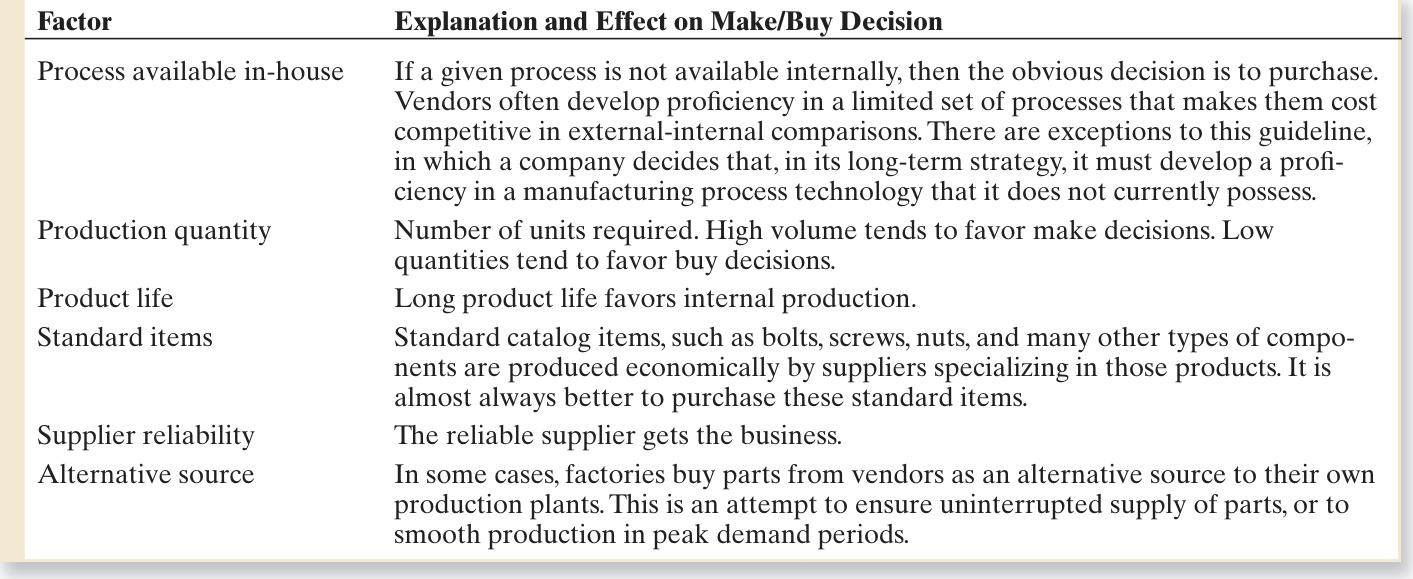 Factor Explanation and Effect on Make/Buy Decision
Process available in-house If a given process is not available internally, then the obvious decision is to purchase.
Vendors often develop proficiency in a limited set of processes that makes them cost
competitive in external-internal comparisons. There are exceptions to this guideline,
in which a company decides that, in its long-term strategy, it must develop a profi-
ciency in a manufacturing process technology that it does not currently possess.
Production quantity Number of units required. High volume tends to favor make decisions. Low
quantities tend to favor buy decisions.
Product life Long product life favors internal production.
Standard items Standard catalog items, such as bolts, screws, nuts, and many other types of compo-
nents are produced economically by suppliers specializing in those products. It is
almost always better to purchase these standard items.
Supplier reliability The reliable supplier gets the business.
Alternative source In some cases, factories buy parts from vendors as an alternative source to their own
production plants. This is an attempt to ensure uninterrupted supply of parts, or to
smooth production in peak demand periods.